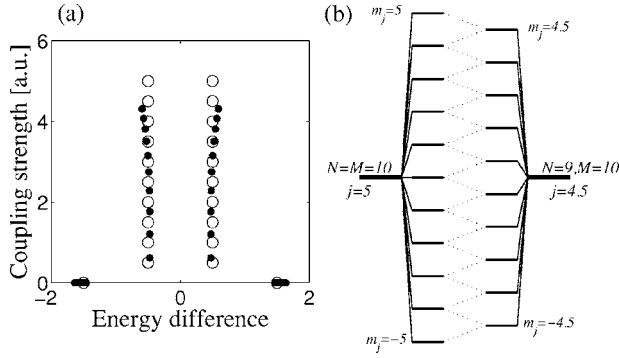 (a)
6
4
2
0
−2
0
2
Coupling strength [a.u.]
Energy difference
(b)
m_j=5
m_j=4.5
N=M=10
j=5
N=9,M=10
j=4.5
m_j=−5
m_j=−4.5